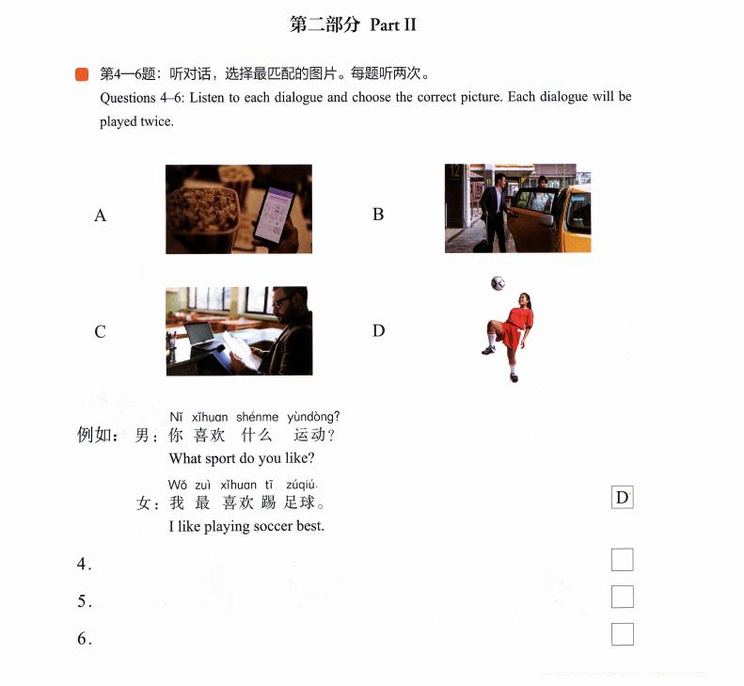 第二部分 Part II
第4—6题：听对话，选择最匹配的图片。每题听两次。
Questions 4–6: Listen to each dialogue and choose the correct picture. Each dialogue will be
played twice.
A
B
12
C
D
Nǐ xǐhuan shénme yùndòng?
例如：男：你 喜欢 什么 运动？
What sport do you like?
Wǒ zuì xǐhuan tī zúqiú.
女：我 最 喜欢 踢 足球。
D
I like playing soccer best.
4.
5.
6.